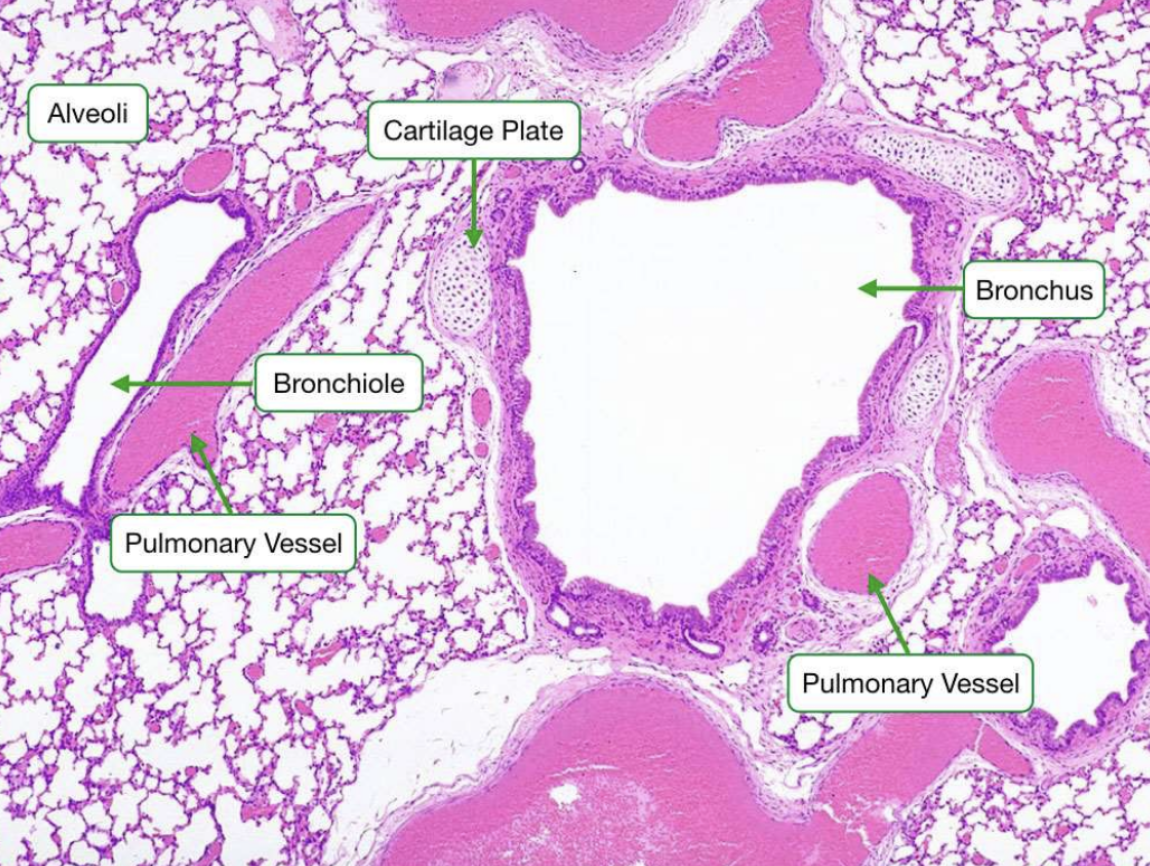 Alveoli
Cartilage Plate
Bronchus
Bronchiole
Pulmonary Vessel
Pulmonary Vessel